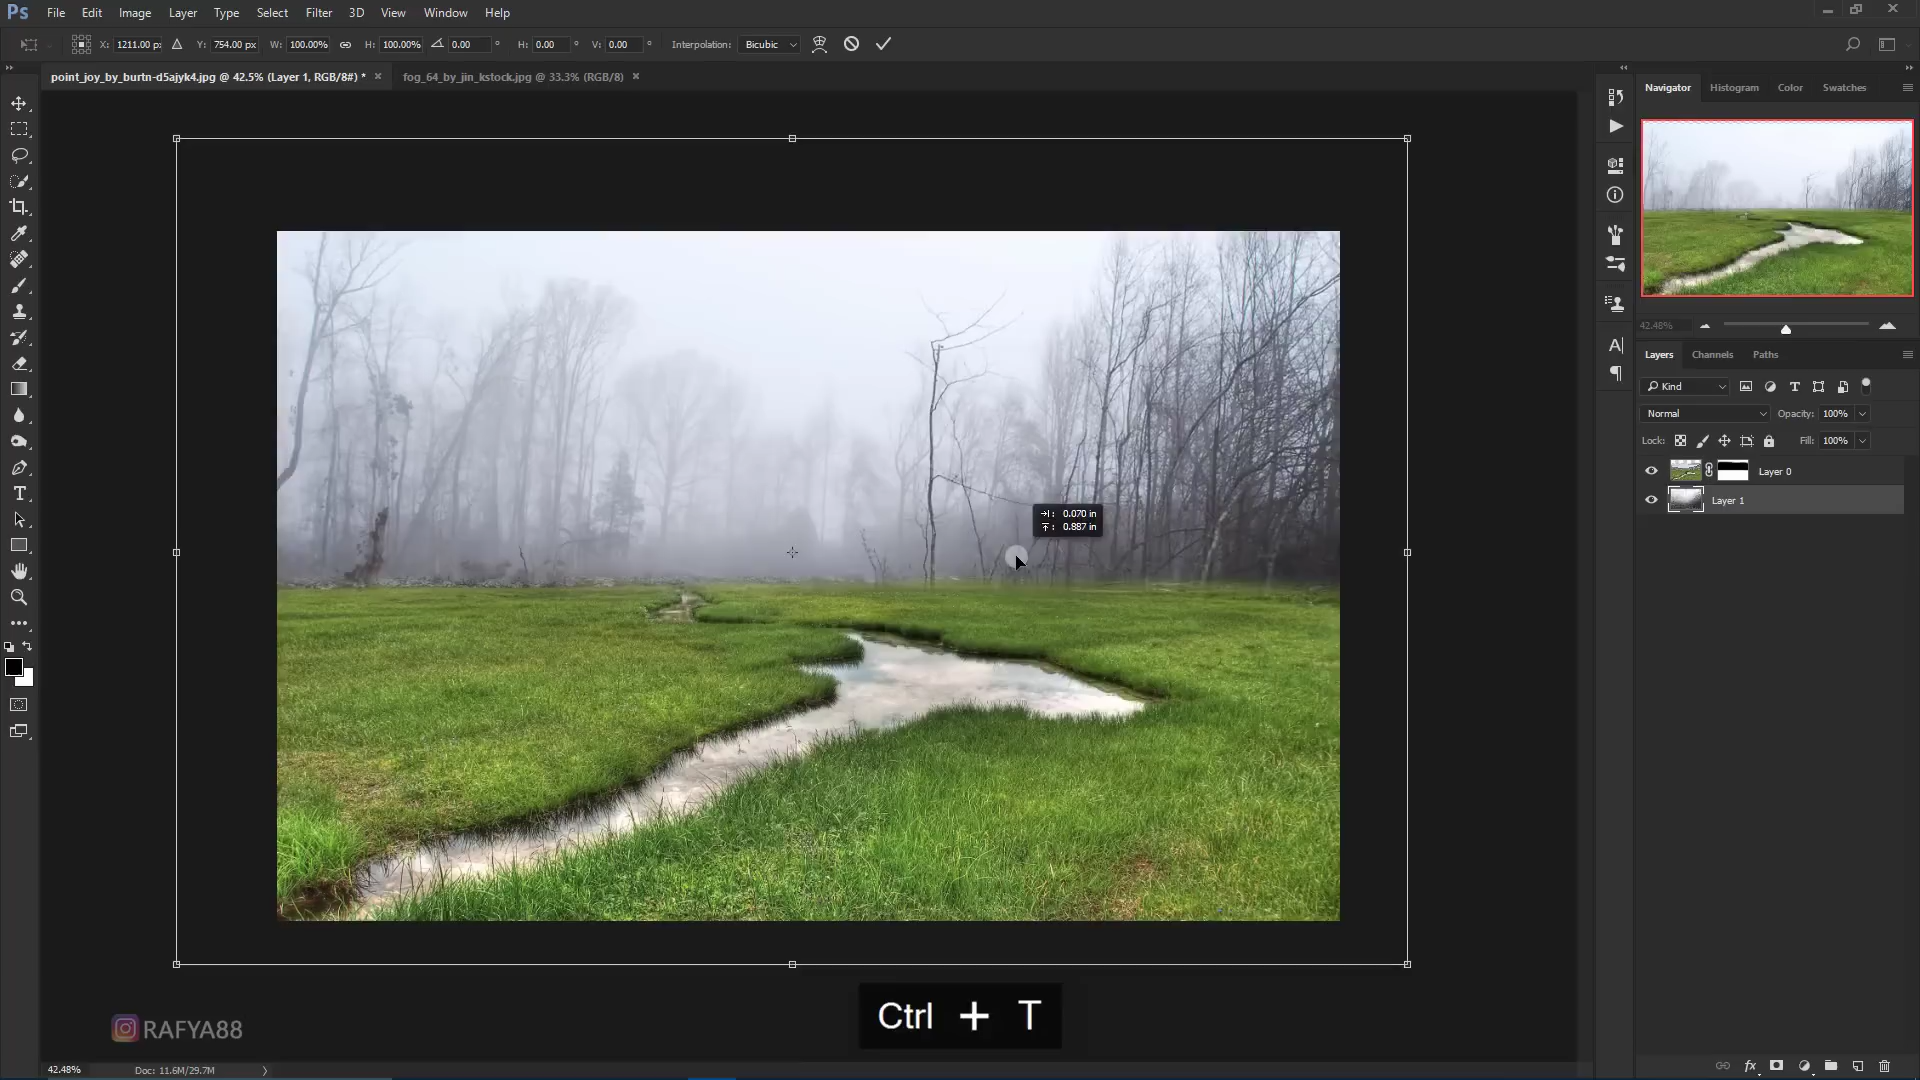 Ps File Edit Image Layer Type Select Filter 3D View Window Help
X: 1211.00 px Y: 754.00 px W: 100.00% H: 100.00% 0.00 ° H: 0.00 ° V: 0.00 ° Interpolation: Bicubic
point_joy_by_burtn-d5ajyk4.jpg @ 42.5% (Layer 1, RGB/8#) * × fog_64_by_jin_kstock.jpg @ 33.3% (RGB/8) ×
Navigator Histogram Color Swatches
42.48%
Layers Channels Paths
Kind
Normal Opacity: 100%
Lock: Fill: 100%
Layer 0
Layer 1
0.070 in
0.887 in
Ctrl + T
RAFYA88
42.48% Doc: 11.6M/29.7M